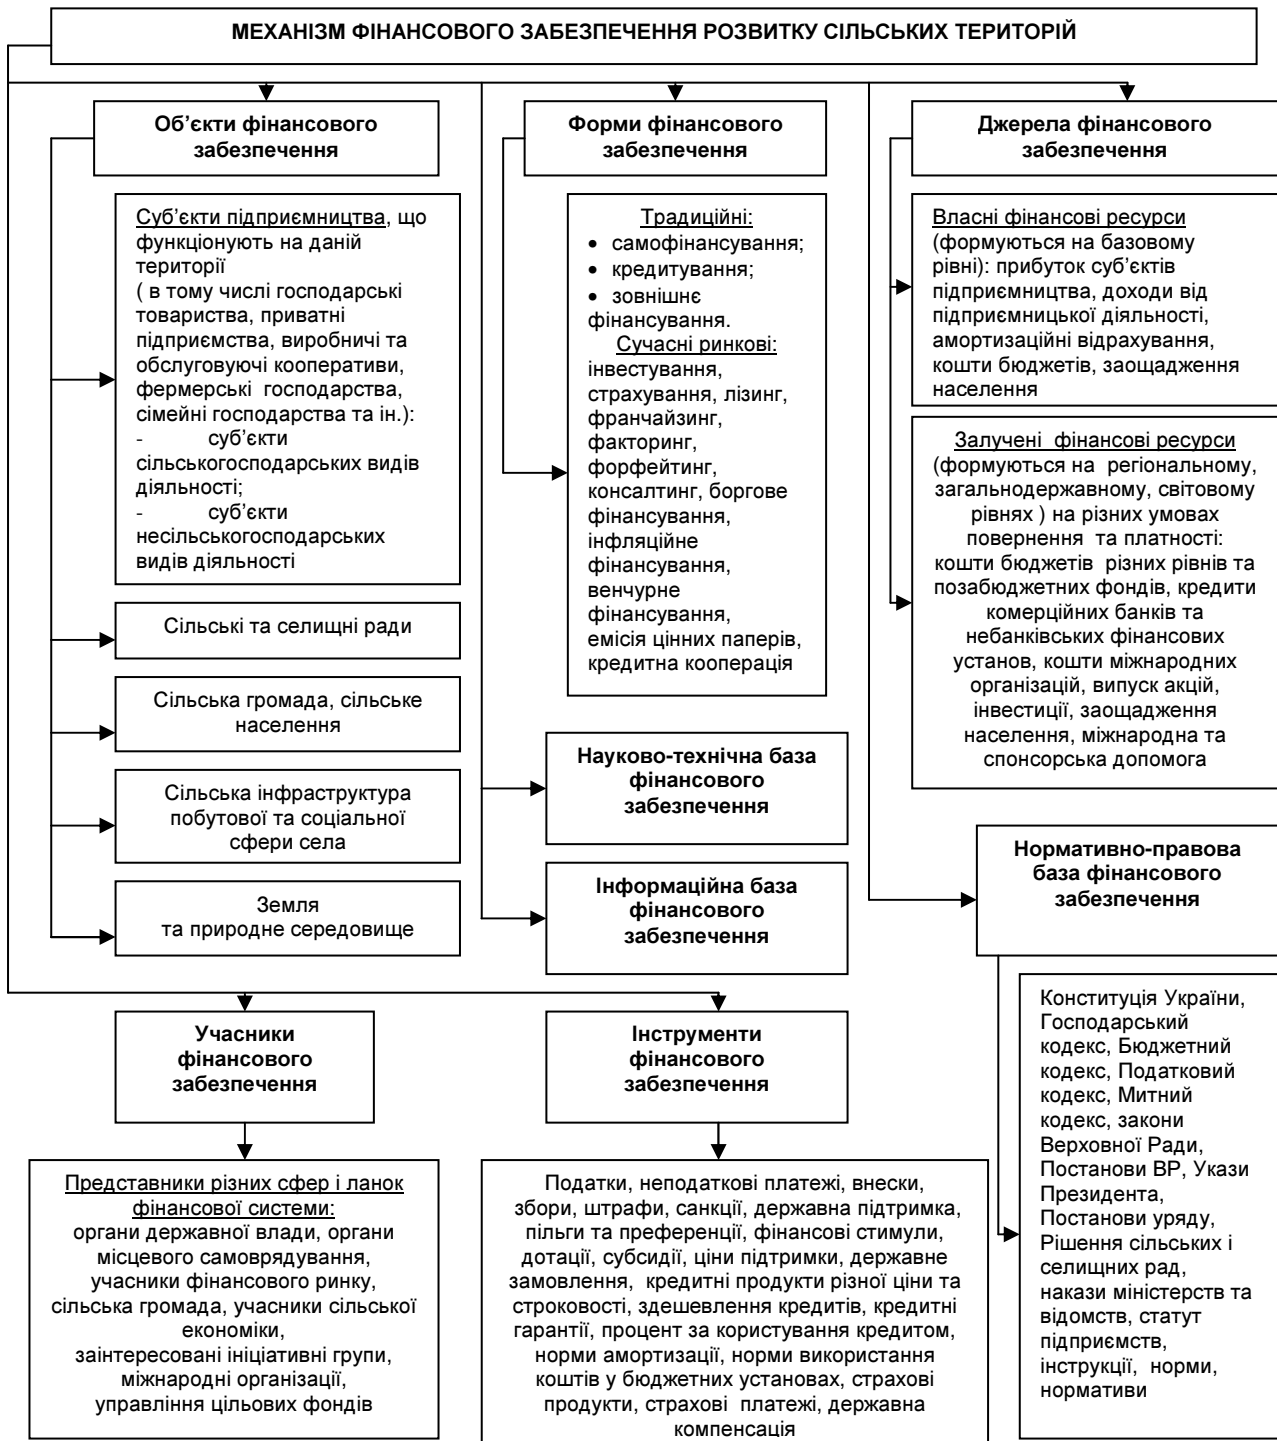 МЕХАНІЗМ ФІНАНСОВОГО ЗАБЕЗПЕЧЕННЯ РОЗВИТКУ СІЛЬСЬКИХ ТЕРИТОРІЙ
Об’єкти фінансового
забезпечення
Суб’єкти підприємництва, що
функціонують на даній
території
( в тому числі господарські
товариства, приватні
підприємства, виробничі та
обслуговуючі кооперативи,
фермерські господарства,
сімейні господарства та ін.):
- суб’єкти
сільськогосподарських видів
діяльності;
- суб’єкти
несільськогосподарських
видів діяльності
Сільські та селищні ради
Сільська громада, сільське
населення
Сільська інфраструктура
побутової та соціальної
сфери села
Земля
та природне середовище
Форми фінансового
забезпечення
Традиційні:
• самофінансування;
• кредитування;
• зовнішнє
фінансування.
Сучасні ринкові:
інвестування,
страхування, лізинг,
франчайзинг,
факторинг,
форфейтинг,
консалтинг, боргове
фінансування,
інфляційне
фінансування,
венчурне
фінансування,
емісія цінних паперів,
кредитна кооперація
Науково-технічна база
фінансового
забезпечення
Інформаційна база
фінансового
забезпечення
Джерела фінансового
забезпечення
Власні фінансові ресурси
(формуються на базовому
рівні): прибуток суб’єктів
підприємництва, доходи від
підприємницької діяльності,
амортизаційні відрахування,
кошти бюджетів, заощадження
населення
Залучені фінансові ресурси
(формуються на регіональному,
загальнодержавному, світовому
рівнях ) на різних умовах
повернення та платності:
кошти бюджетів різних рівнів та
позабюджетних фондів, кредити
комерційних банків та
небанківських фінансових
установ, кошти міжнародних
організацій, випуск акцій,
інвестиції, заощадження
населення, міжнародна та
спонсорська допомога
Нормативно-правова
база фінансового
забезпечення
Конституція України,
Господарський
кодекс, Бюджетний
кодекс, Податковий
кодекс, Митний
кодекс, закони
Верховної Ради,
Постанови ВР, Укази
Президента,
Постанови уряду,
Рішення сільських і
селищних рад,
накази міністерств та
відомств, статут
підприємств,
інструкції, норми,
нормативи
Учасники
фінансового
забезпечення
Представники різних сфер і ланок
фінансової системи:
органи державної влади, органи
місцевого самоврядування,
учасники фінансового ринку,
сільська громада, учасники сільської
економіки,
заінтересовані ініціативні групи,
міжнародні організації,
управління цільових фондів
Інструменти
фінансового
забезпечення
Податки, неподаткові платежі, внески,
збори, штрафи, санкції, державна підтримка,
пільги та преференції, фінансові стимули,
дотації, субсидії, ціни підтримки, державне
замовлення, кредитні продукти різної ціни та
строковості, здешевлення кредитів, кредитні
гарантії, процент за користування кредитом,
норми амортизації, норми використання
коштів у бюджетних установах, страхові
продукти, страхові платежі, державна
компенсація